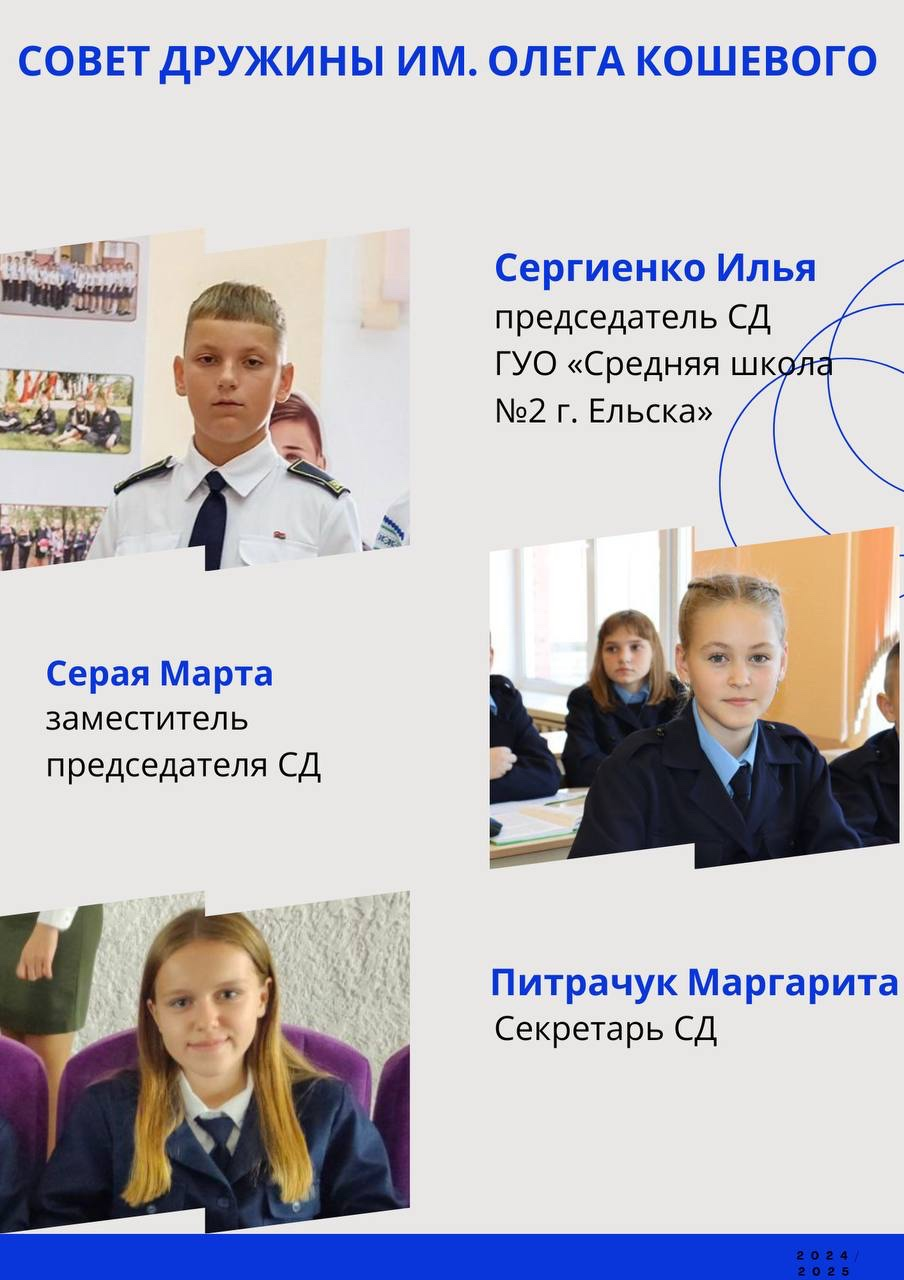 СОВЕТ ДРУЖИНЫ ИМ. ОЛЕГА КОШЕВОГО
Сергиенко Илья
председатель СД
ГУО «Средняя школа
№2 г. Ельска»
Серая Марта
заместитель
председателя СД
Питрачук Маргарита
Секретарь СД
2024/
2025